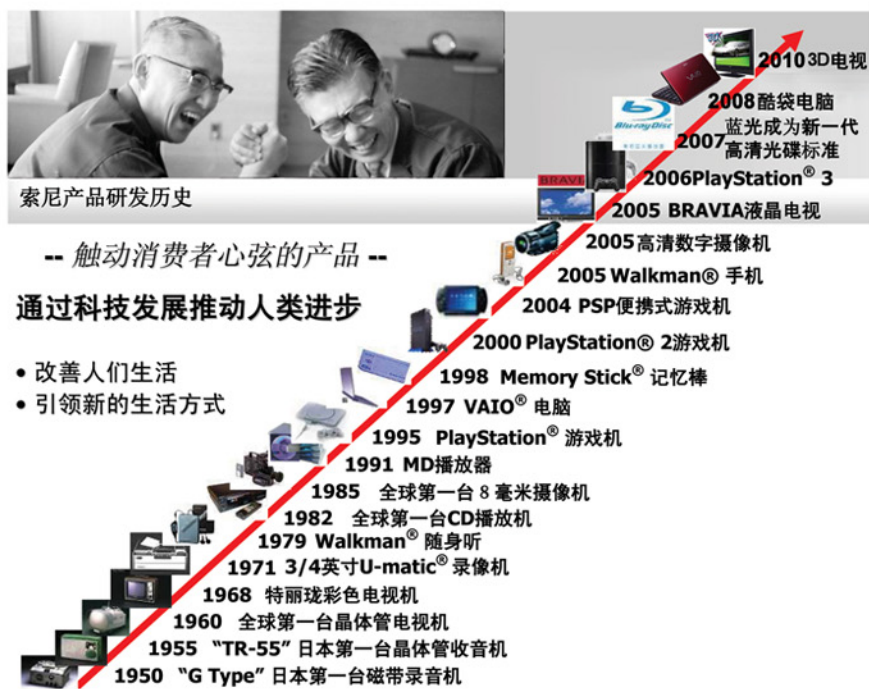 2010 3D电视
2008 酷袋电脑
Blu-ray Disc
2007 蓝光成为新一代
高清光碟标准
2006PlayStation® 3
BRAVI
2005 BRAVIA液晶电视
索尼产品研发历史
2005 高清数字摄像机
-- 触动消费者心弦的产品 --
2005 Walkman® 手机
通过科技发展推动人类进步
2004 PSP便携式游戏机
2000 PlayStation® 2游戏机
• 改善人们生活
• 引领新的生活方式
1998 Memory Stick® 记忆棒
1997 VAIO® 电脑
1995 PlayStation® 游戏机
1991 MD播放器
1985 全球第一台 8 毫米摄像机
1982 全球第一台CD播放机
1979 Walkman® 随身听
1971 3/4英寸U-matic® 录像机
1968 特丽珑彩色电视机
1960 全球第一台晶体管电视机
1955 “TR-55” 日本第一台晶体管收音机
1950 “G Type” 日本第一台磁带录音机